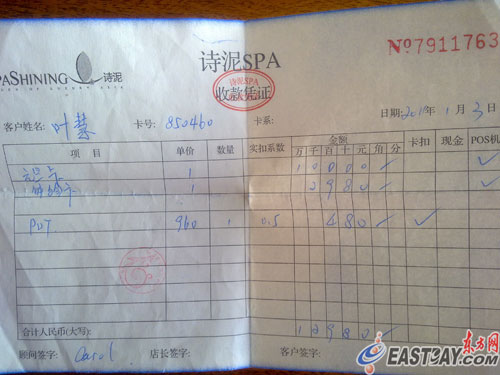 PASHINING 诗泥
诗泥SPA
№7911763
诗泥SPA
收款凭证
日期:2010年1月3日
客户姓名: 叶慧 卡号: 850460 卡系:
项 目 单价 数量 实扣系数 金额 卡扣 现金 POS机
万 千 百 十 元 角 分
1 1 0 0 0 0 ✓
1 2 9 8 0 ✓
POT 960 1 0.5 4 8 0 ✓
合计人民币(大写): 1 2 9 8 0
顾问签字: Carol 店长签字: 客户签字:
东方网
EASTDAY.com